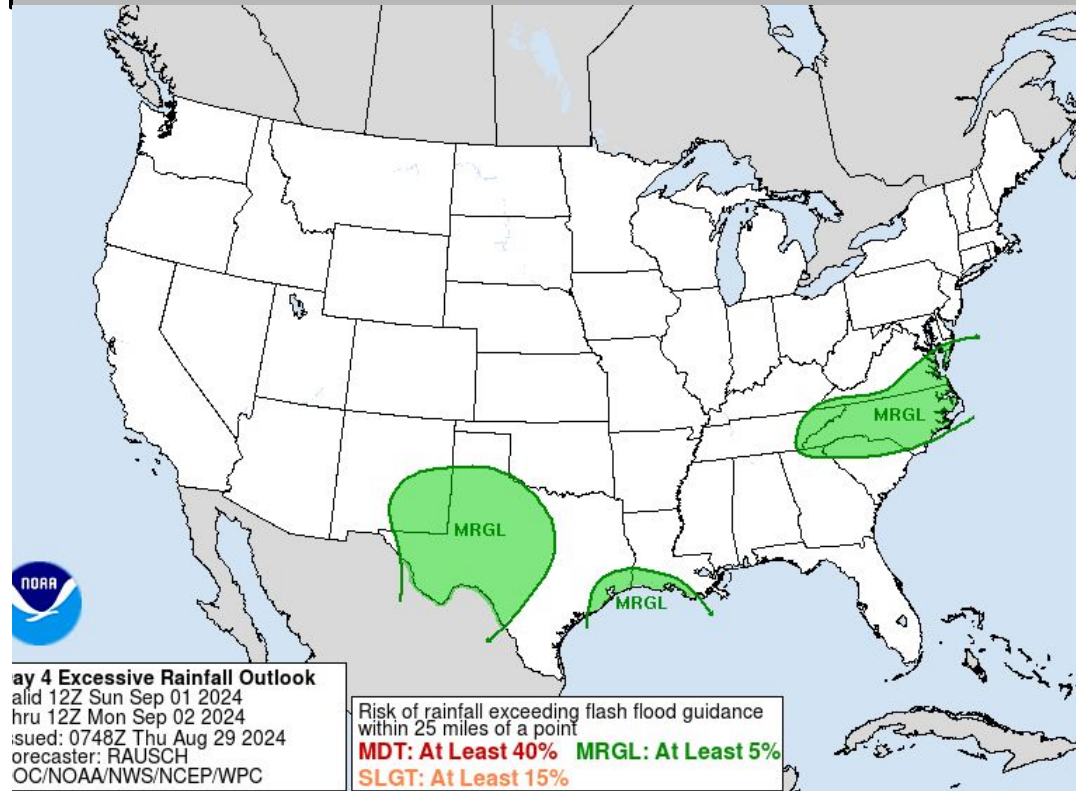 MRGL
MRGL
MRGL
NOAA
ay 4 Excessive Rainfall Outlook
alid 12Z Sun Sep 01 2024
hru 12Z Mon Sep 02 2024
ssued: 0748Z Thu Aug 29 2024
orecaster: RAUSCH
OC/NOAA/NWS/NCEP/WPC
Risk of rainfall exceeding flash flood guidance
within 25 miles of a point
MDT: At Least 40% MRGL: At Least 5%
SLGT: At Least 15%